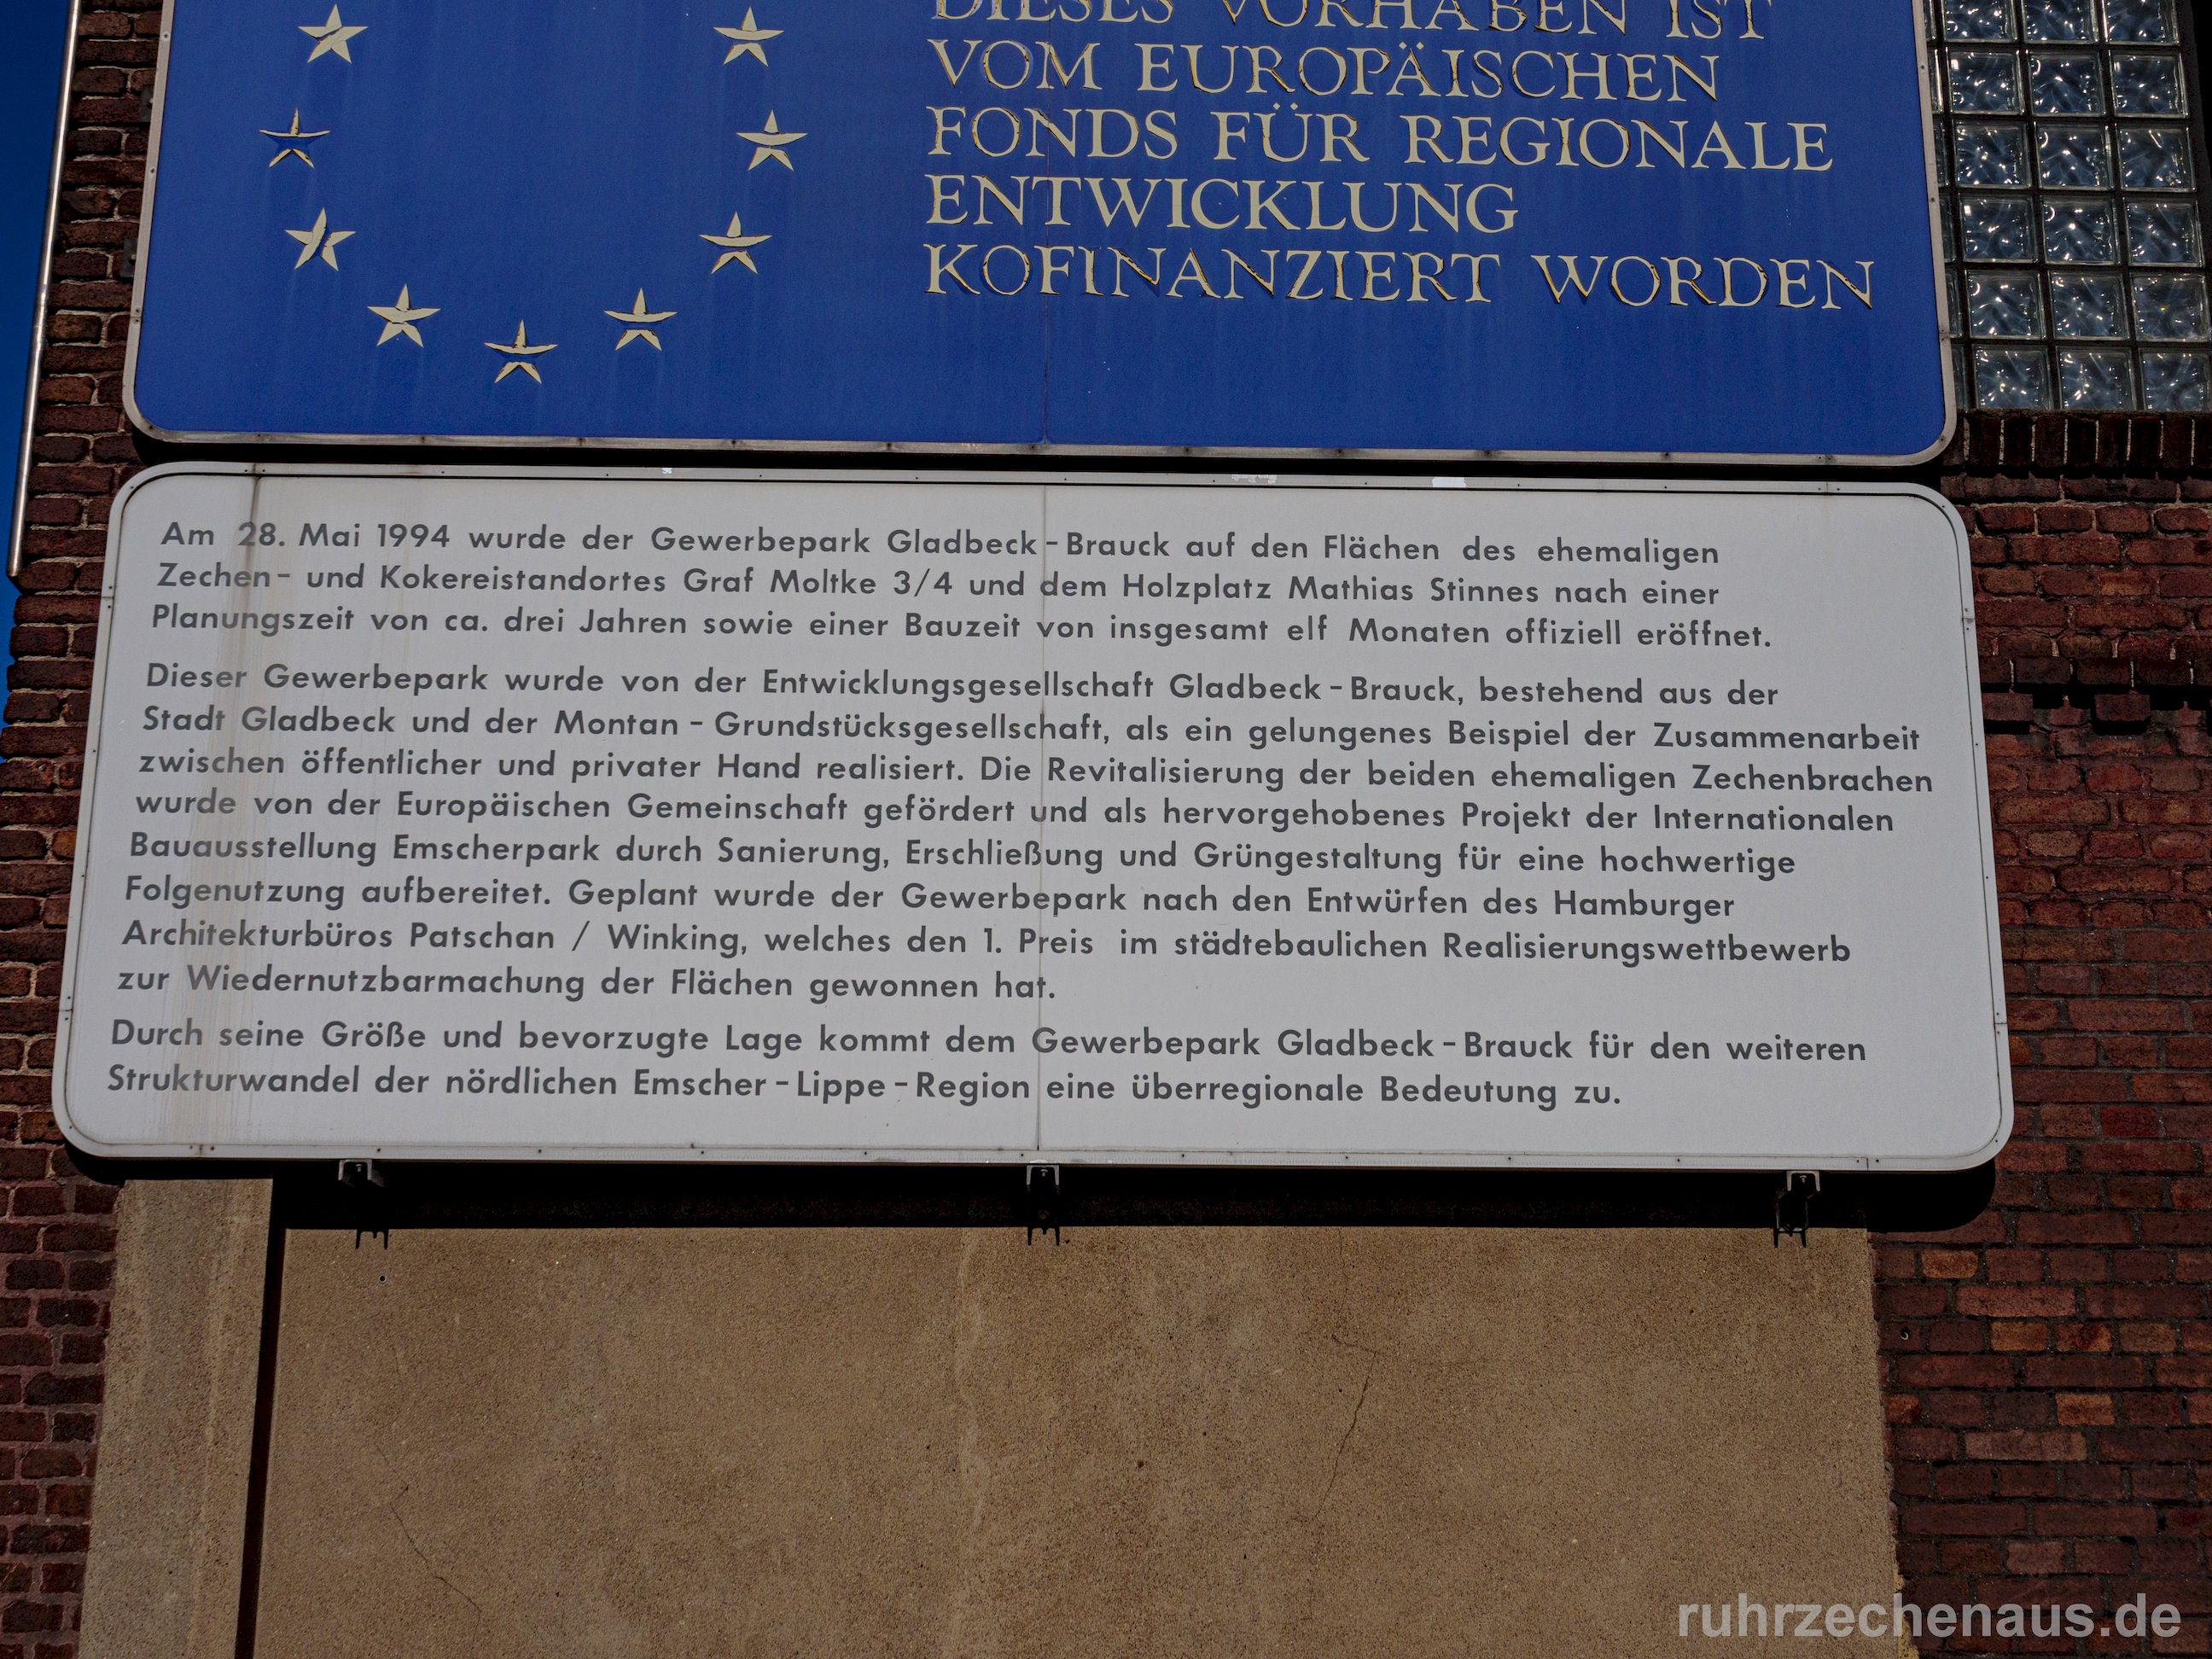 DIESES VORHABEN IST
VOM EUROPÄISCHEN
FONDS FÜR REGIONALE
ENTWICKLUNG
KOFINANZIERT WORDEN
Am 28. Mai 1994 wurde der Gewerbepark Gladbeck-Brauck auf den Flächen des ehemaligen
Zechen- und Kokereistandortes Graf Moltke 3/4 und dem Holzplatz Mathias Stinnes nach einer
Planungszeit von ca. drei Jahren sowie einer Bauzeit von insgesamt elf Monaten offiziell eröffnet.
Dieser Gewerbepark wurde von der Entwicklungsgesellschaft Gladbeck-Brauck, bestehend aus der
Stadt Gladbeck und der Montan-Grundstücksgesellschaft, als ein gelungenes Beispiel der Zusammenarbeit
zwischen öffentlicher und privater Hand realisiert. Die Revitalisierung der beiden ehemaligen Zechenbrachen
wurde von der Europäischen Gemeinschaft gefördert und als hervorgehobenes Projekt der Internationalen
Bauausstellung Emscherpark durch Sanierung, Erschließung und Grüngestaltung für eine hochwertige
Folgenutzung aufbereitet. Geplant wurde der Gewerbepark nach den Entwürfen des Hamburger
Architekturbüros Patschan / Winking, welches den 1. Preis im städtebaulichen Realisierungswettbewerb
zur Wiedernutzbarmachung der Flächen gewonnen hat.
Durch seine Größe und bevorzugte Lage kommt dem Gewerbepark Gladbeck-Brauck für den weiteren
Strukturwandel der nördlichen Emscher-Lippe-Region eine überregionale Bedeutung zu.
ruhrzechenaus.de